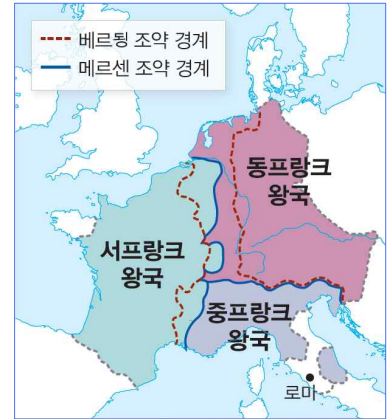 베르됭 조약 경계
메르센 조약 경계
동프랑크
왕국
서프랑크
왕국
중프랑크
왕국
로마